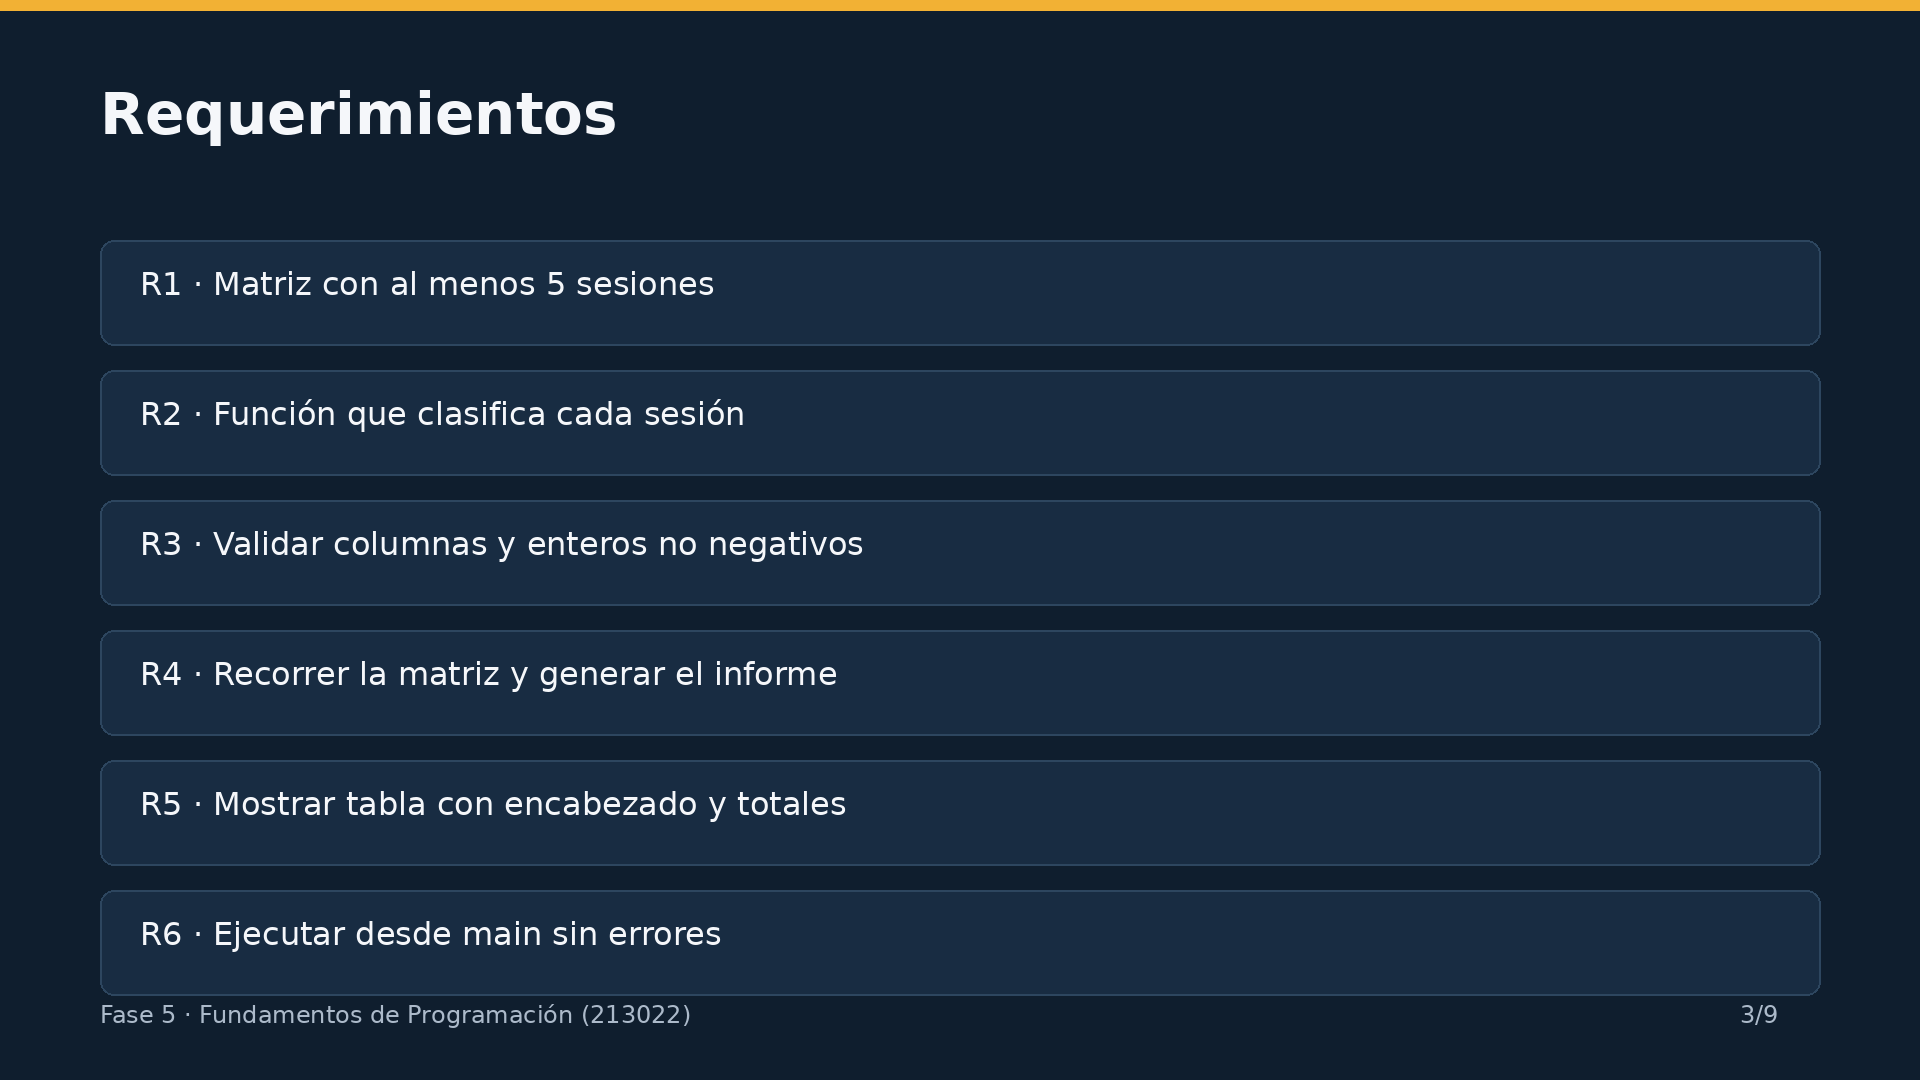 Requerimientos
R1 · Matriz con al menos 5 sesiones
R2 · Función que clasifica cada sesión
R3 · Validar columnas y enteros no negativos
R4 · Recorrer la matriz y generar el informe
R5 · Mostrar tabla con encabezado y totales
R6 · Ejecutar desde main sin errores
Fase 5 · Fundamentos de Programación (213022)
3/9